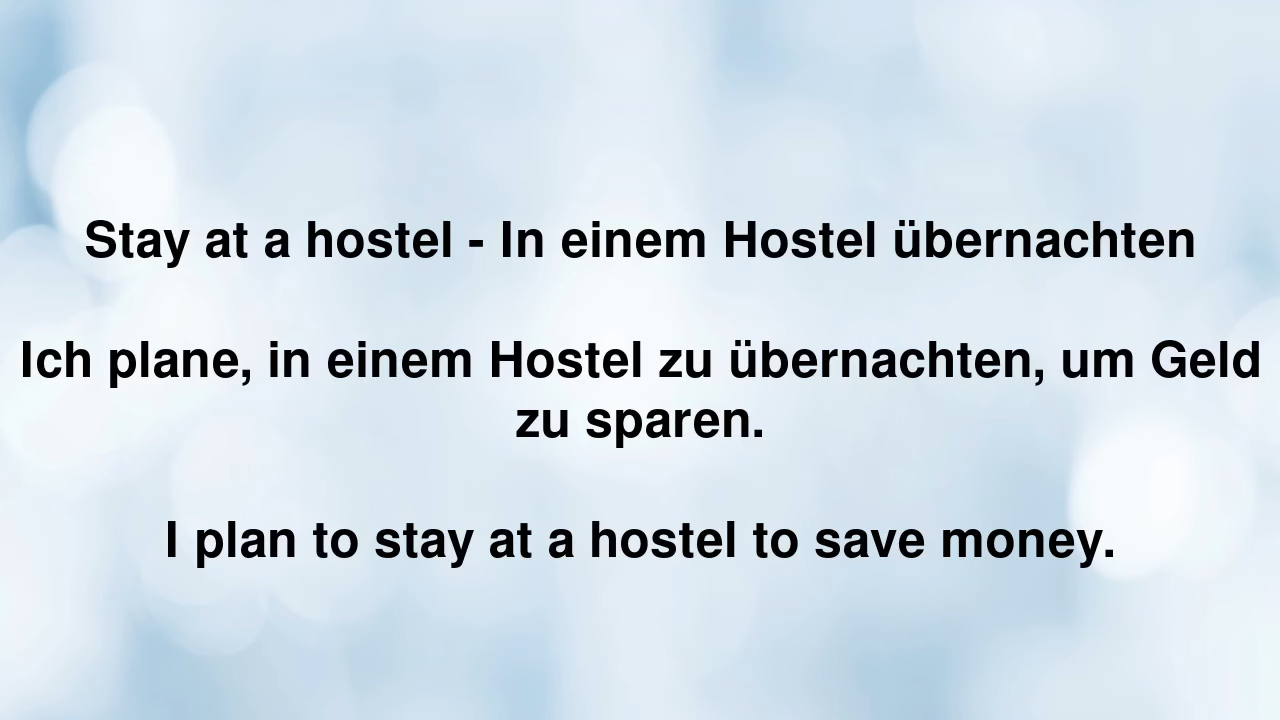 Stay at a hostel - In einem Hostel übernachten
Ich plane, in einem Hostel zu übernachten, um Geld
zu sparen.
I plan to stay at a hostel to save money.